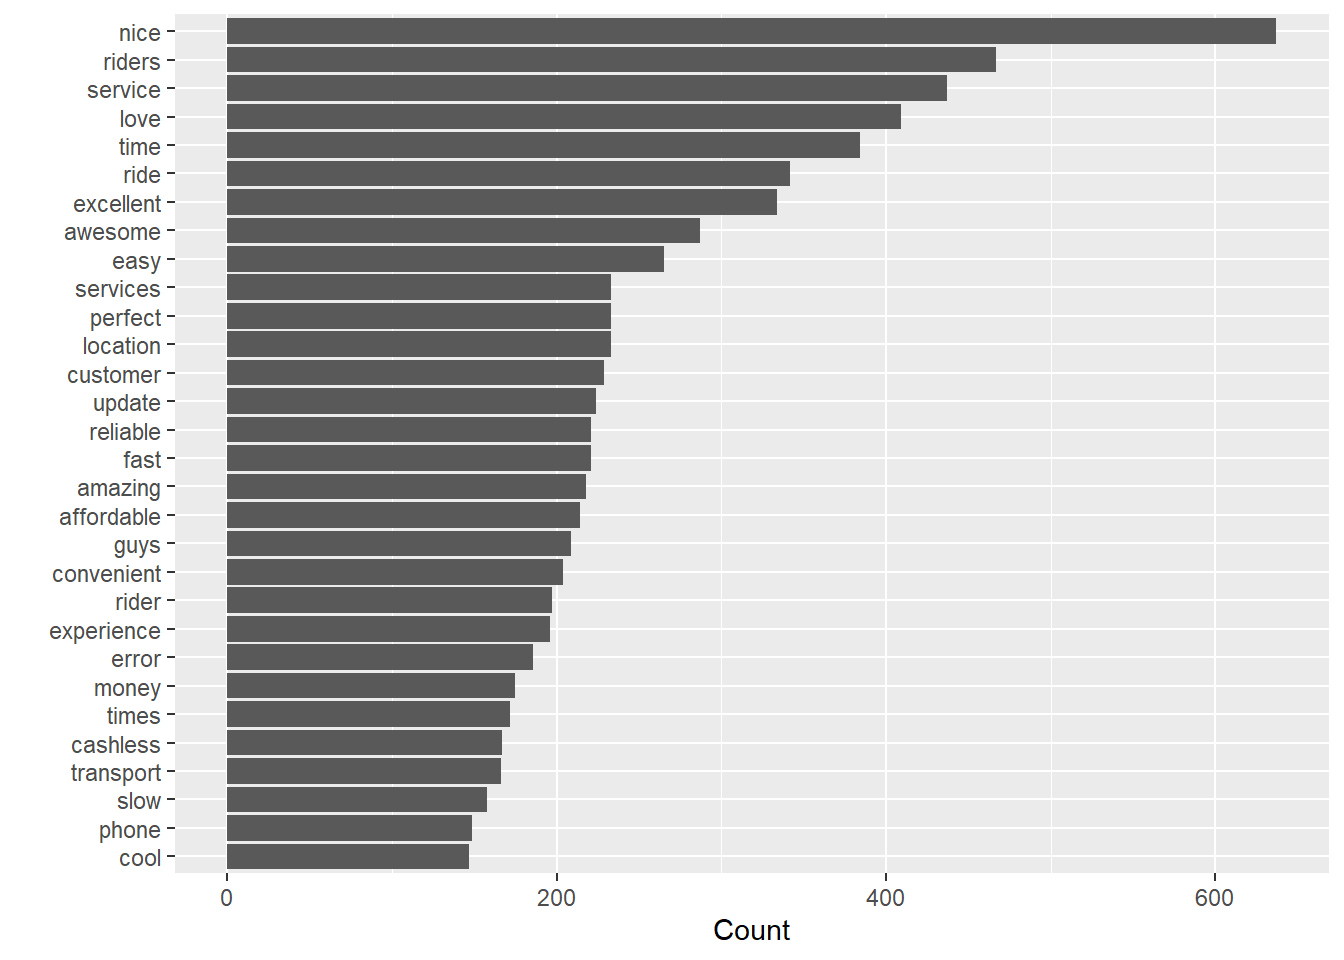 nice
riders
service
love
time
ride
excellent
awesome
easy
services
perfect
location
customer
update
reliable
fast
amazing
affordable
guys
convenient
rider
experience
error
money
times
cashless
transport
slow
phone
cool
0 200 400 600
Count